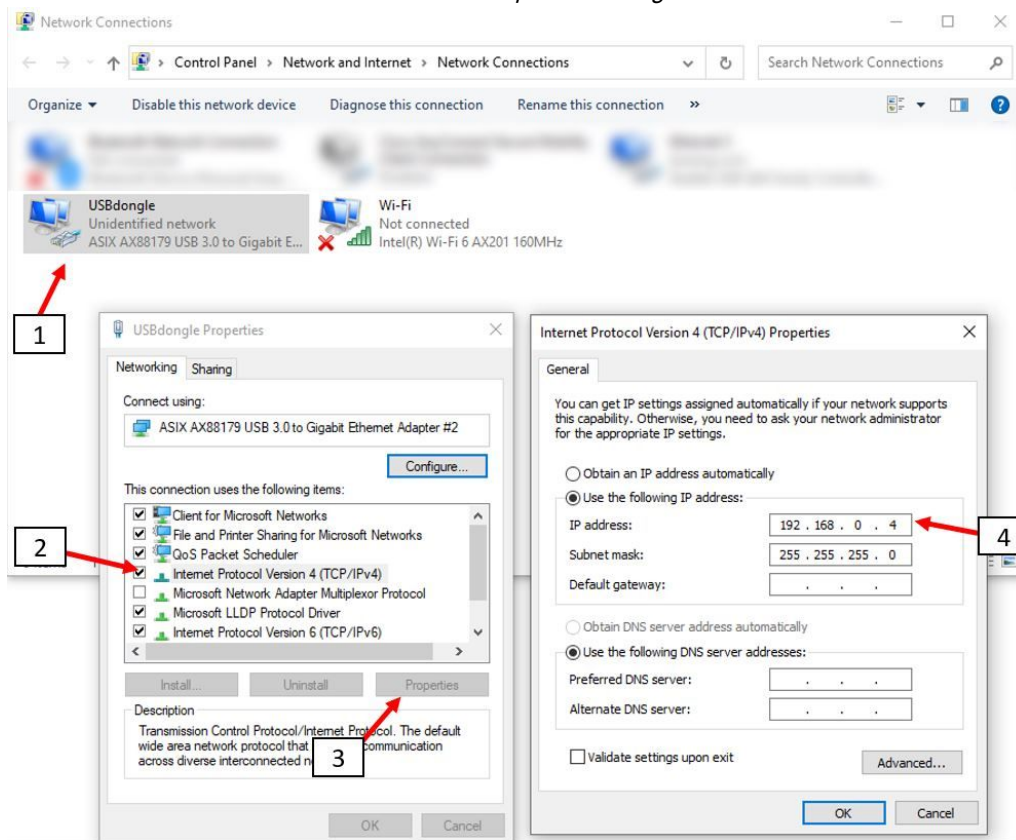 Network Connections
Control Panel > Network and Internet > Network Connections
Search Network Connections
Organize
Disable this network device
Diagnose this connection
Rename this connection
»
USBdongle
Unidentified network
ASIX AX88179 USB 3.0 to Gigabit E...
Wi-Fi
Not connected
Intel(R) Wi-Fi 6 AX201 160MHz
1
USBdongle Properties
Networking
Sharing
Connect using:
ASIX AX88179 USB 3.0 to Gigabit Ethernet Adapter #2
Configure...
This connection uses the following items:
Client for Microsoft Networks
File and Printer Sharing for Microsoft Networks
QoS Packet Scheduler
2
Internet Protocol Version 4 (TCP/IPv4)
Microsoft Network Adapter Multiplexor Protocol
Microsoft LLDP Protocol Driver
Internet Protocol Version 6 (TCP/IPv6)
Install...
Uninstall
Properties
Description
Transmission Control Protocol/Internet Protocol. The default
wide area network protocol that communication
across diverse interconnected
3
OK
Cancel
Internet Protocol Version 4 (TCP/IPv4) Properties
General
You can get IP settings assigned automatically if your network supports
this capability. Otherwise, you need to ask your network administrator
for the appropriate IP settings.
Obtain an IP address automatically
Use the following IP address:
IP address:
192 . 168 . 0 . 4
4
Subnet mask:
255 . 255 . 255 . 0
Default gateway:
. . .
Obtain DNS server address automatically
Use the following DNS server addresses:
Preferred DNS server:
. . .
Alternate DNS server:
. . .
Validate settings upon exit
Advanced...
OK
Cancel